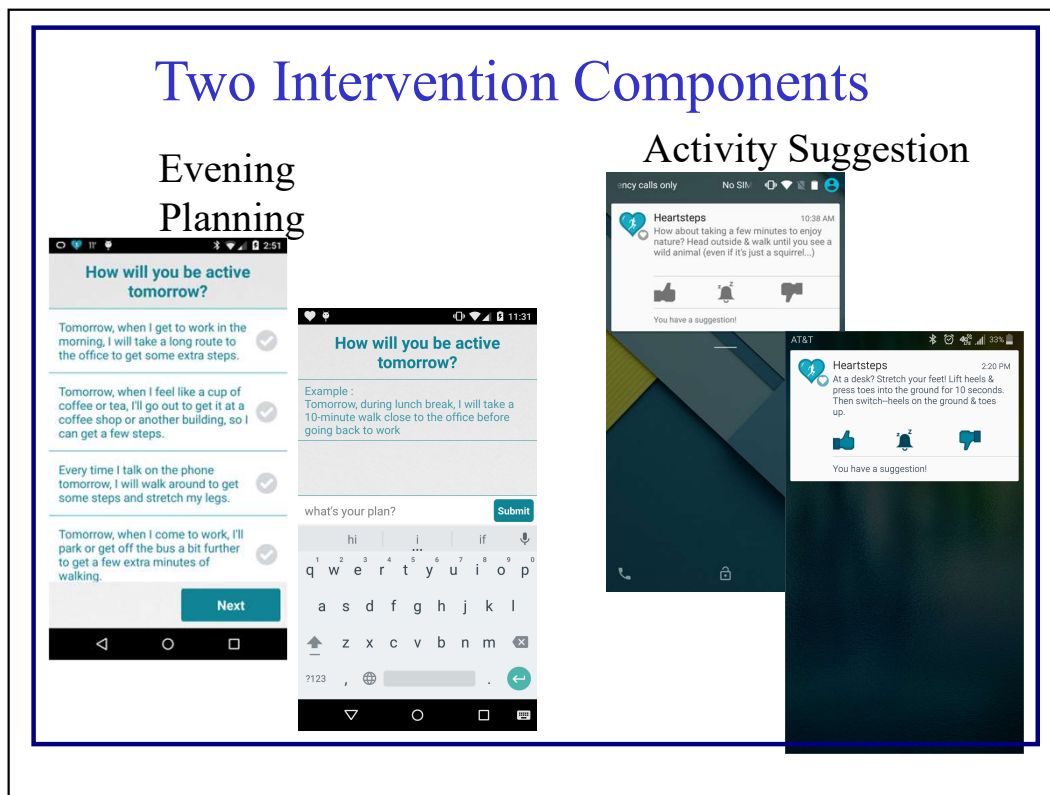 Two Intervention Components
Evening
Planning
2:51
How will you be active
tomorrow?
Tomorrow, when I get to work in the
morning, I will take a long route to
the office to get some extra steps.
Tomorrow, when I feel like a cup of
coffee or tea, I'll go out to get it at a
coffee shop or another building, so I
can get a few steps.
Every time I talk on the phone
tomorrow, I will walk around to get
some steps and stretch my legs.
Tomorrow, when I come to work, I'll
park or get off the bus a bit further
to get a few extra minutes of
walking.
Next
11:31
How will you be active
tomorrow?
Example :
Tomorrow, during lunch break, I will take a
10-minute walk close to the office before
going back to work
what's your plan?
Submit
hi i if
1 2 3 4 5 6 7 8 9 0
q w e r t y u i o p
a s d f g h j k l
z x c v b n m
?123 , .
Activity Suggestion
ency calls only No SIM
Heartsteps 10:38 AM
How about taking a few minutes to enjoy
nature? Head outside & walk until you see a
wild animal (even if it's just a squirrel...)
You have a suggestion!
AT&T 33%
Heartsteps 2:20 PM
At a desk? Stretch your feet! Lift heels &
press toes into the ground for 10 seconds.
Then switch–heels on the ground & toes
up.
You have a suggestion!